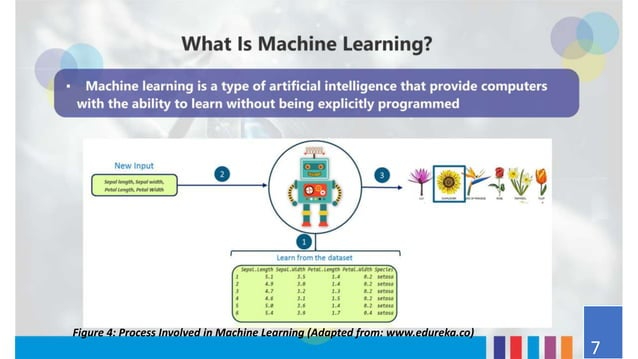 What Is Machine Learning?
▪ Machine learning is a type of artificial intelligence that provide computers
with the ability to learn without being explicitly programmed
New Input
Sepal length, Sepal width,
Petal Length, Petal Width
2
3
1
Learn from the dataset
Sepal.Length Sepal.Width Petal.Length Petal.Width Species
1 5.1 3.5 1.4 0.2 setosa
2 4.9 3.0 1.4 0.2 setosa
3 4.7 3.2 1.3 0.2 setosa
4 4.6 3.1 1.5 0.2 setosa
5 5.0 3.6 1.4 0.2 setosa
6 5.4 3.9 1.7 0.4 setosa
Figure 4: Process Involved in Machine Learning (Adapted from: www.edureka.co)
7